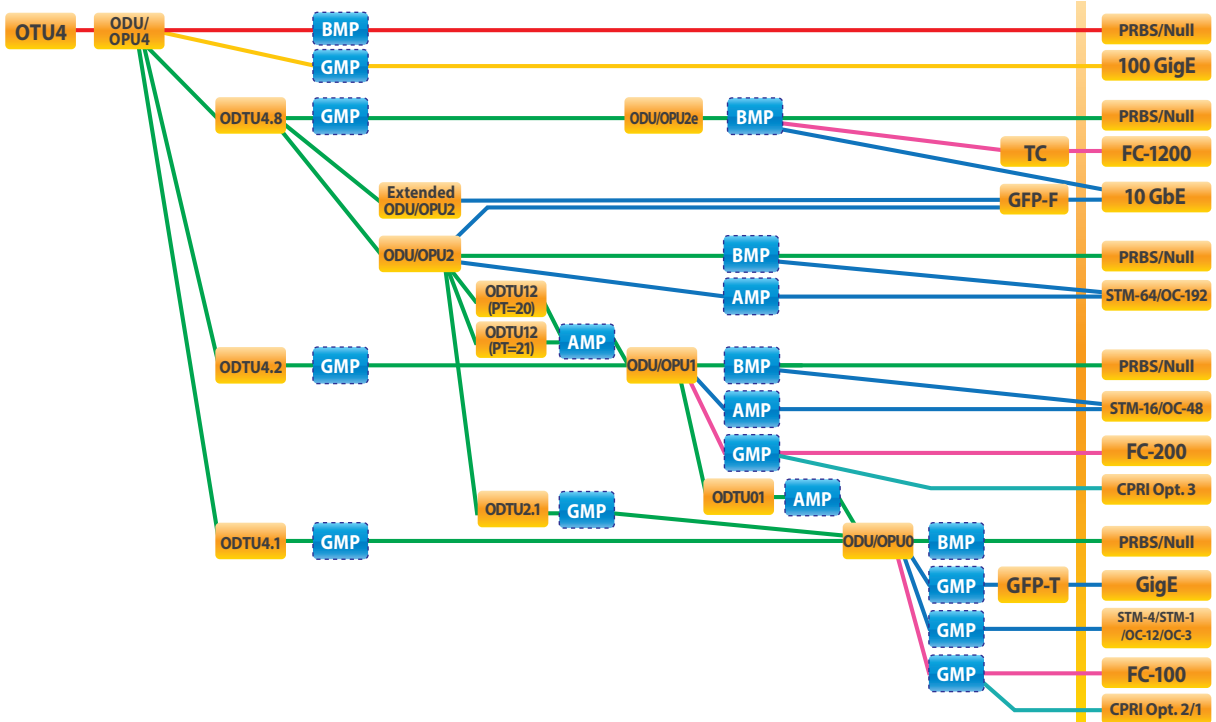 OTU4
ODU/
OPU4
BMP
PRBS/Null
GMP
100 GigE
ODTU4.8
GMP
ODU/OPU2e
BMP
PRBS/Null
TC
FC-1200
Extended
ODU/OPU2
GFP-F
10 GbE
ODU/OPU2
BMP
PRBS/Null
ODTU12
(PT=20)
AMP
STM-64/OC-192
ODTU12
(PT=21)
AMP
ODTU4.2
GMP
ODU/OPU1
BMP
PRBS/Null
AMP
STM-16/OC-48
GMP
FC-200
ODTU01
AMP
CPRI Opt. 3
ODTU2.1
GMP
ODTU4.1
GMP
ODU/OPU0
BMP
PRBS/Null
GMP
GFP-T
GigE
GMP
STM-4/STM-1
/OC-12/OC-3
GMP
FC-100
CPRI Opt. 2/1